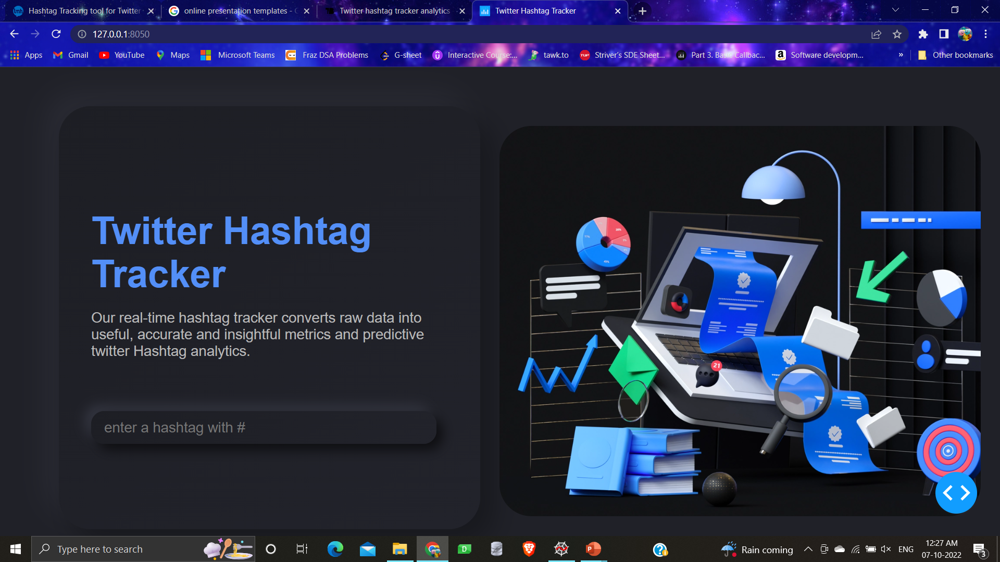 Hashtag Tracking tool for Twitter
online presentation templates -
Twitter hashtag tracker analytics
Twitter Hashtag Tracker
127.0.0.1:8050
Apps
Gmail
YouTube
Maps
Microsoft Teams
Fraz DSA Problems
G-sheet
Interactive Course:...
tawk.to
TUF
Striver's SDE Sheet...
Part 3. Basic Callbac...
Software developm...
»
Other bookmarks
Twitter Hashtag
Tracker
Our real-time hashtag tracker converts raw data into
useful, accurate and insightful metrics and predictive
twitter Hashtag analytics.
enter a hashtag with #
21
Type here to search
Rain coming
ENG
12:27 AM
07-10-2022
3